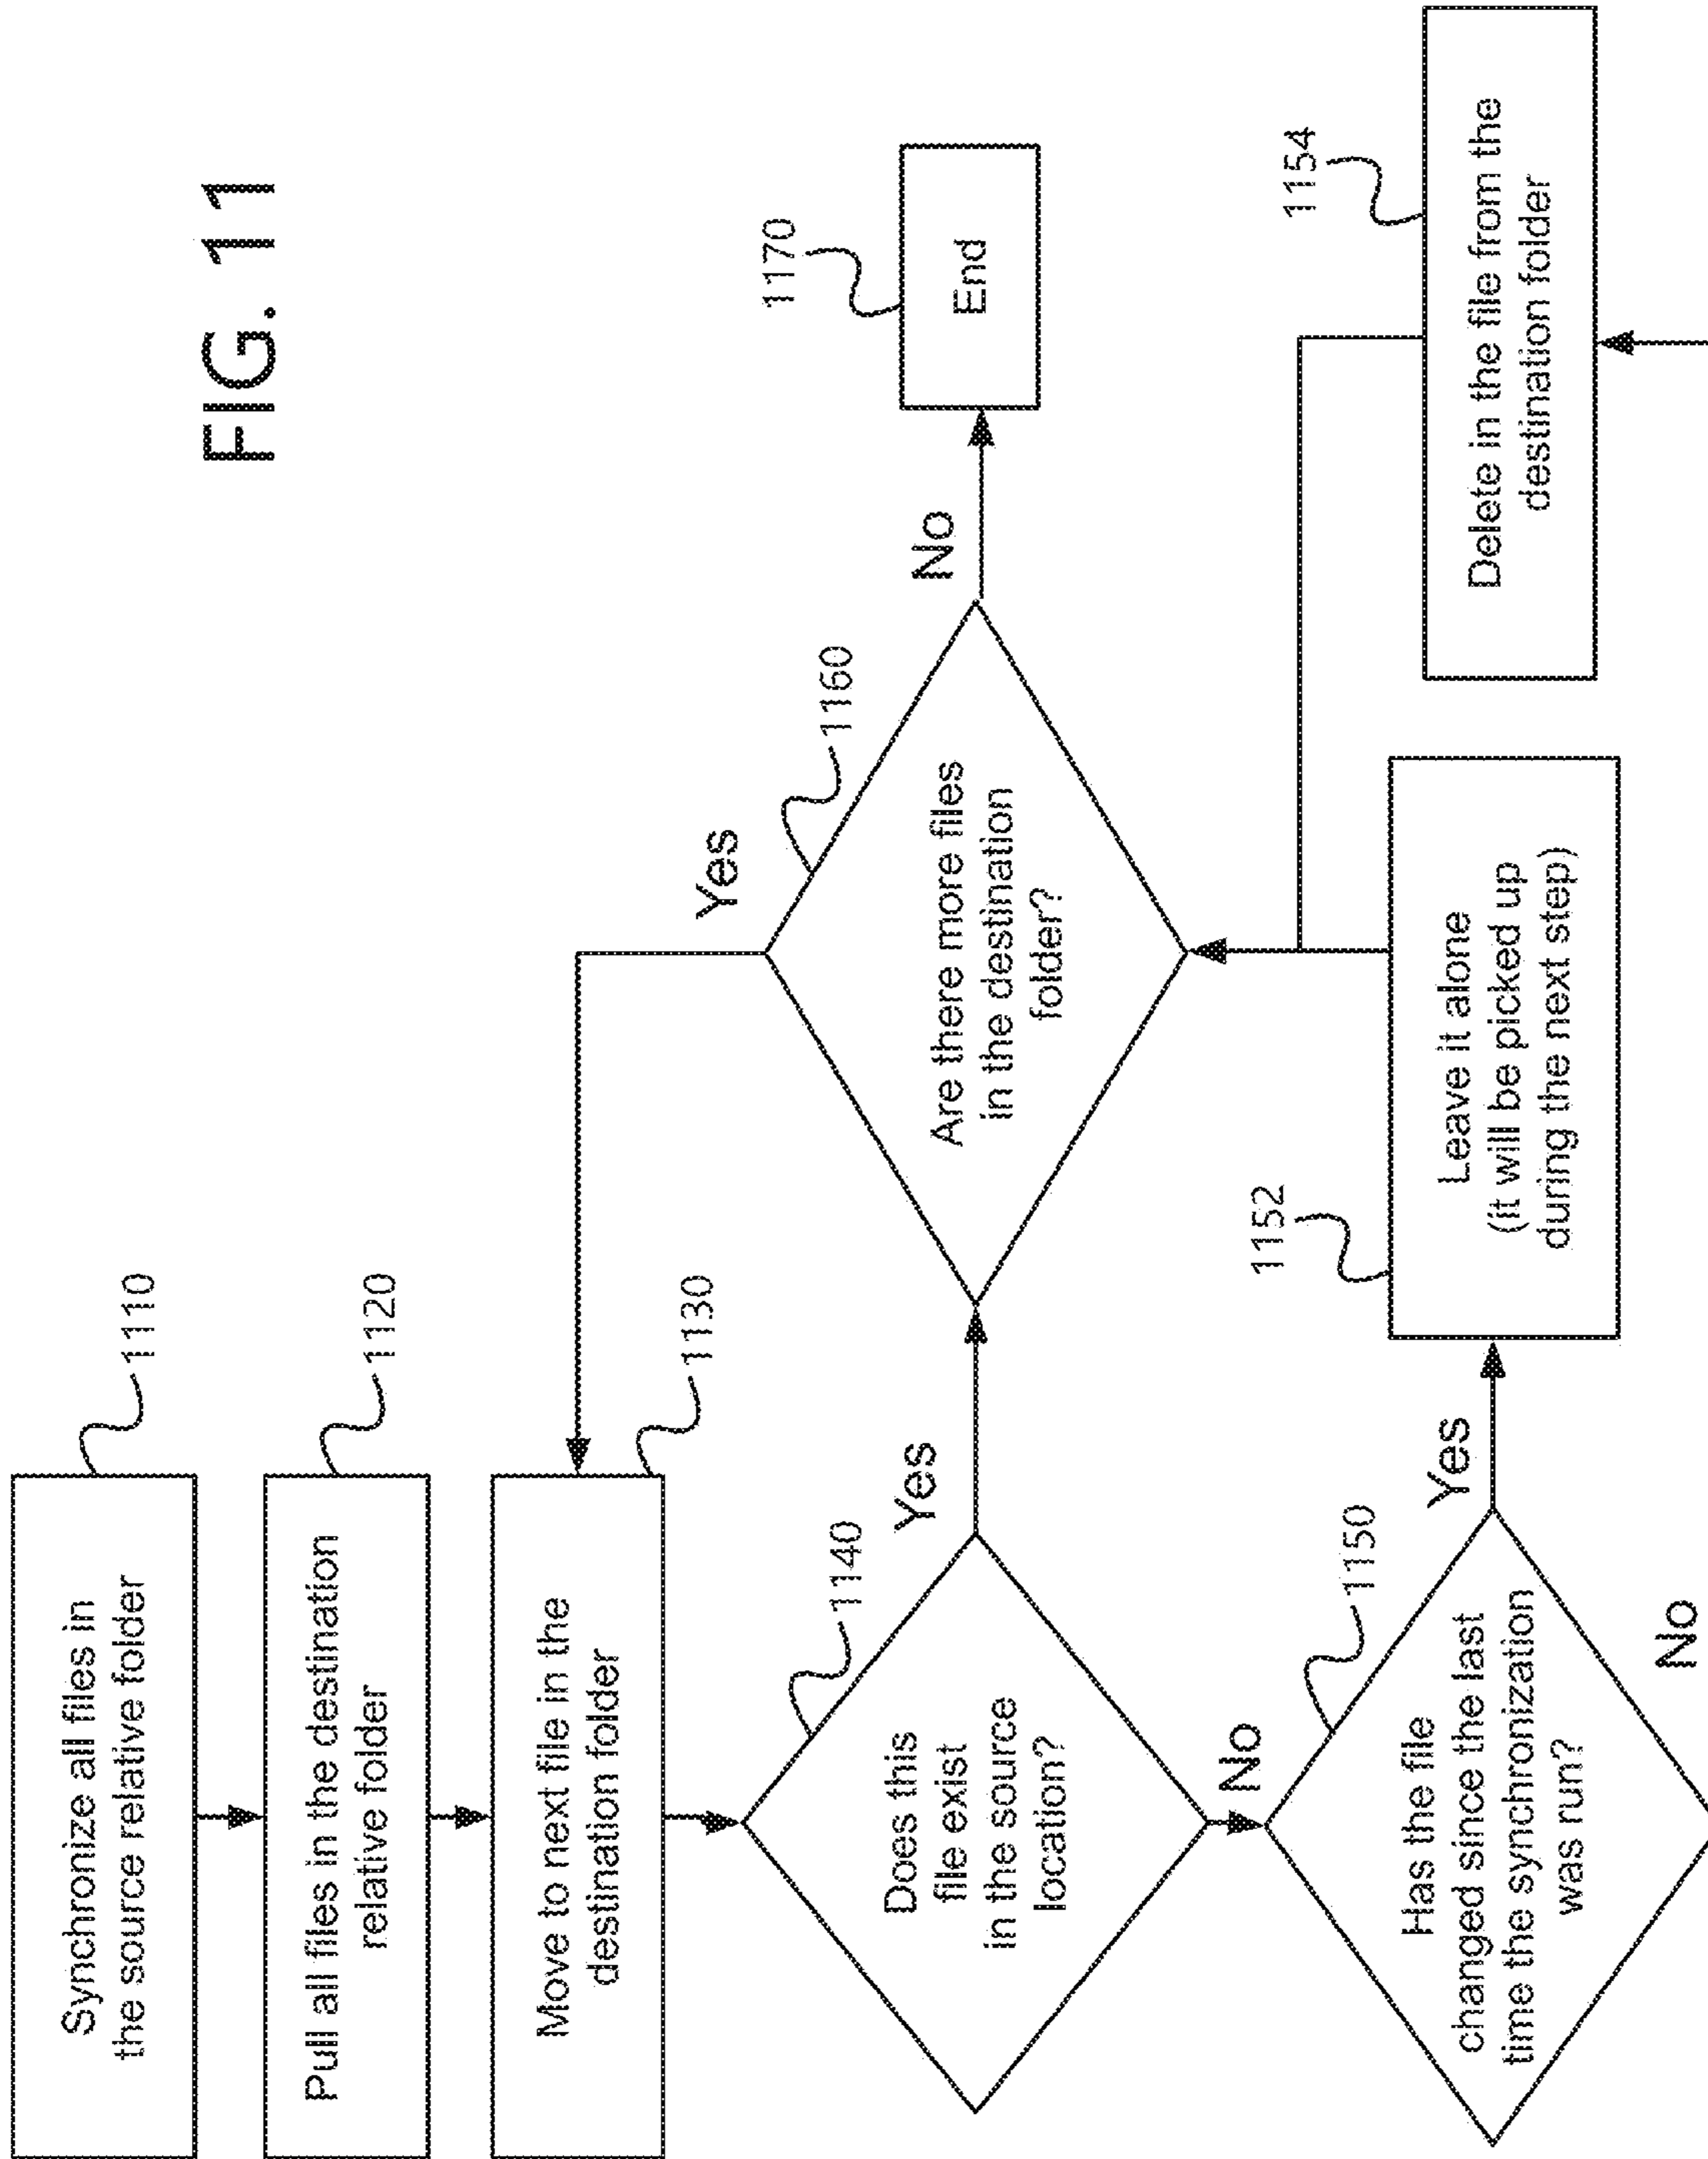 FIG. 11
Synchronize all files in
the source relative folder
1110
Pull all files in the destination
relative folder
1120
Move to next file in the
destination folder
1130
Does this
file exist
in the source
location?
1140
Yes
No
Are there more files
in the destination
folder?
1160
Yes
No
End
1170
Has the file
changed since the last
time the synchronization
was run?
1150
Yes
No
Leave it alone
(it will be picked up
during the next step)
1152
Delete in the file from the
destination folder
1154